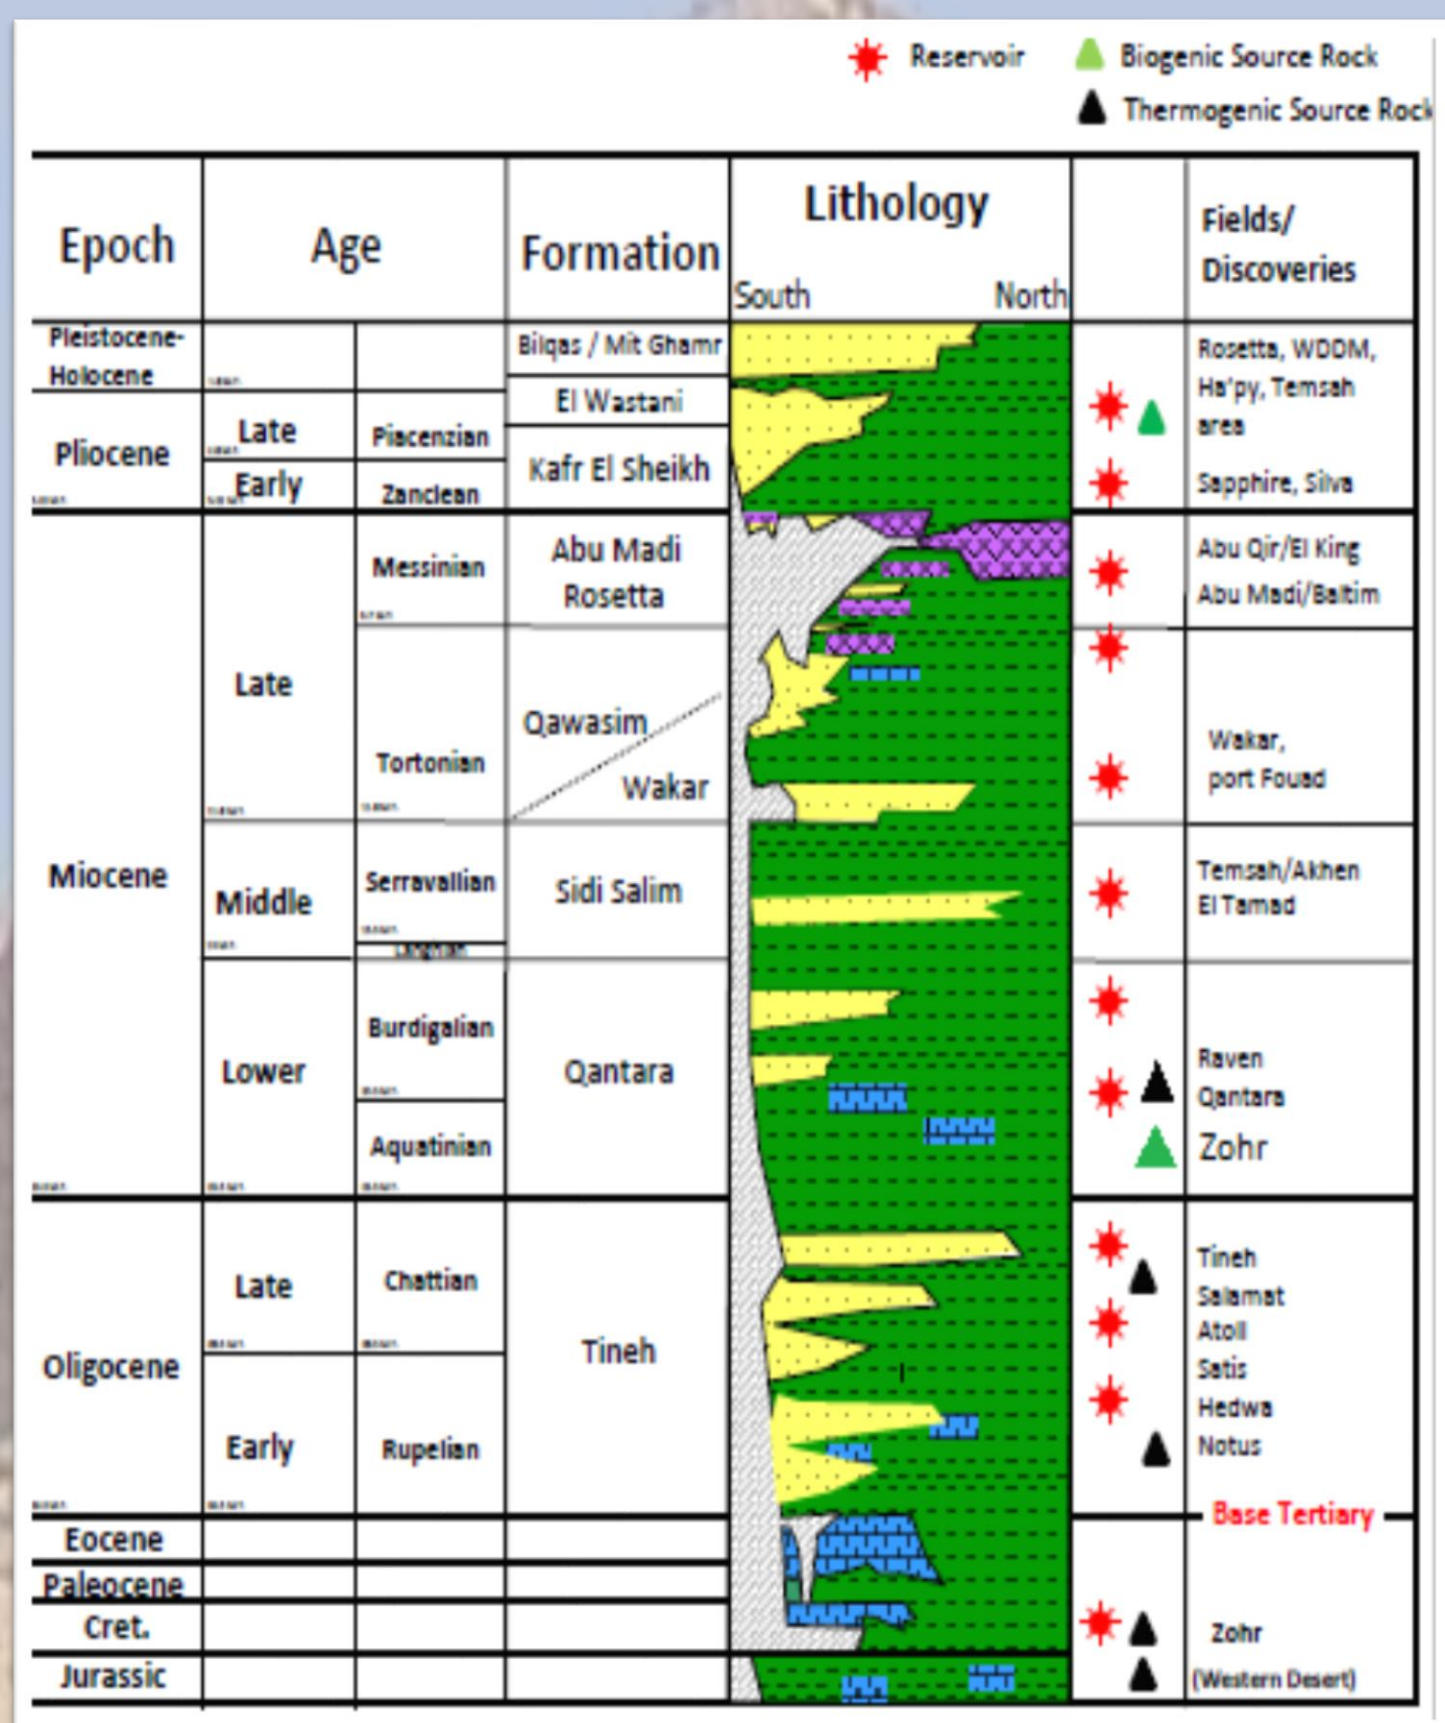 Reservoir
Biogenic Source Rock
Thermogenic Source Rock
Epoch
Age
Formation
Lithology
South
North
Fields/
Discoveries
Pleistocene-
Holocene
Bilqas / Mit Ghamr
Rosetta, WDDM,
Ha'py, Temsah
area
El Wastani
Pliocene
Late
Piacenzian
Kafr El Sheikh
Early
Zanclean
Sapphire, Silva
Miocene
Late
Messinian
Abu Madi
Rosetta
Abu Qir/El King
Abu Madi/Baltim
Tortonian
Qawasim
Wakar
Wakar,
port Fouad
Middle
Serravallian
Sidi Salim
Temsah/Akhen
El Tamad
Langhian
Lower
Burdigalian
Qantara
Raven
Qantara
Zohr
Aquatinian
Oligocene
Late
Chattian
Tineh
Tineh
Salamat
Atoll
Satis
Hedwa
Notus
Early
Rupelian
Base Tertiary
Eocene
Paleocene
Cret.
Zohr
Jurassic
(Western Desert)